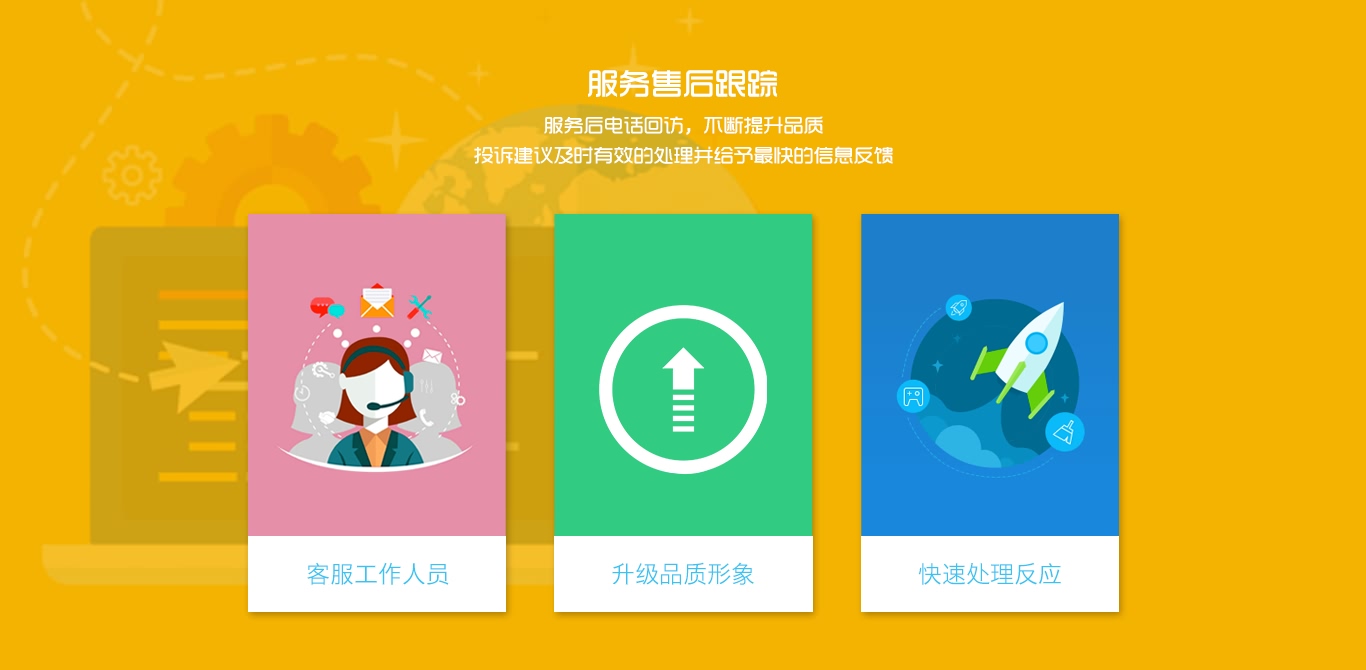 服务售后跟踪
服务后电话回访，不断提升品质
投诉建议及时有效的处理并给予最快的信息反馈
客服工作人员
升级品质形象
快速处理反应